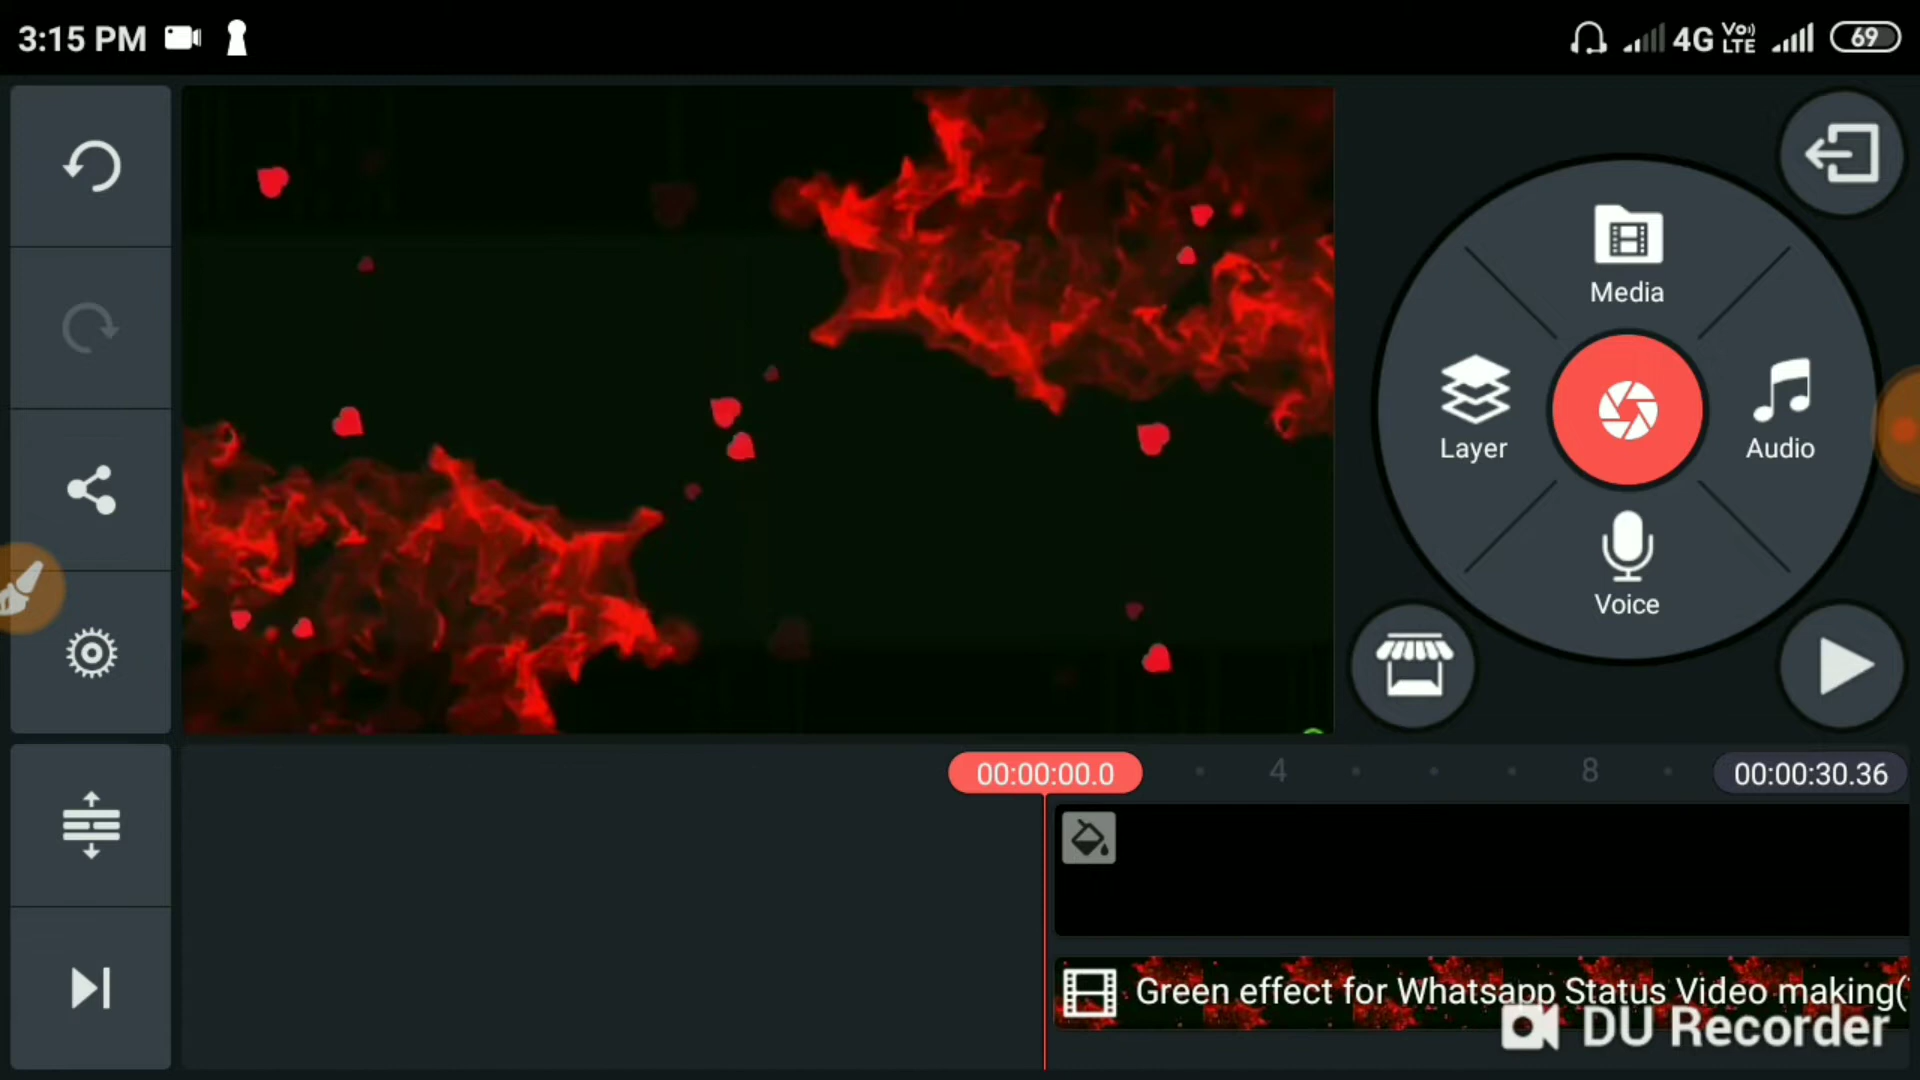 3:15 PM
4G VoLTE 69
Media
Layer
Audio
Voice
00:00:00.0
4
8
00:00:30.36
Green effect for Whatsapp Status Video making(
DU Recorder